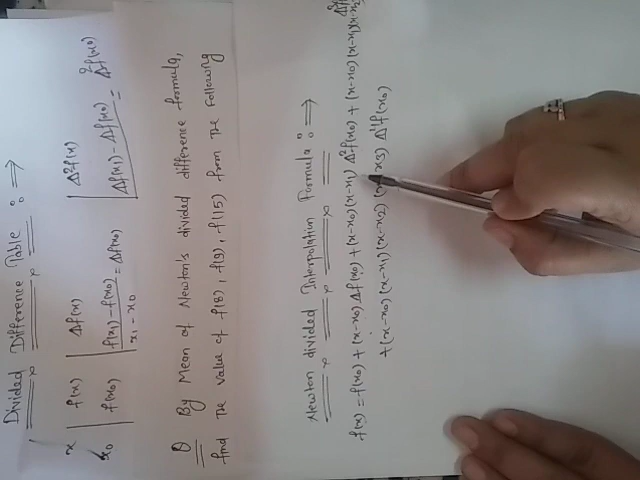 Divided Difference Table :⇒
x | f(x) | Δf(x) | Δ²f(x)
x₀ | f(x₀) | f(x₁) - f(x₀) / x₁ - x₀ = Δf(x₀) | Δf(x₁) - Δf(x₀) / = Δ²f(x₀)
Q By Mean of Newton's divided difference formula,
find The value of f(8), f(9), f(15) from The Following
Newton divided Interpolation Formula :⇒
f(x) = f(x₀) + (x-x₀) Δf(x₀) + (x-x₀)(x-x₁) Δ²f(x₀) + (x-x₀)(x-x₁)(x-x₂)
+ (x-x₀)(x-x₁)(x-x₂)(x-x₃) Δ⁴f(x₀)